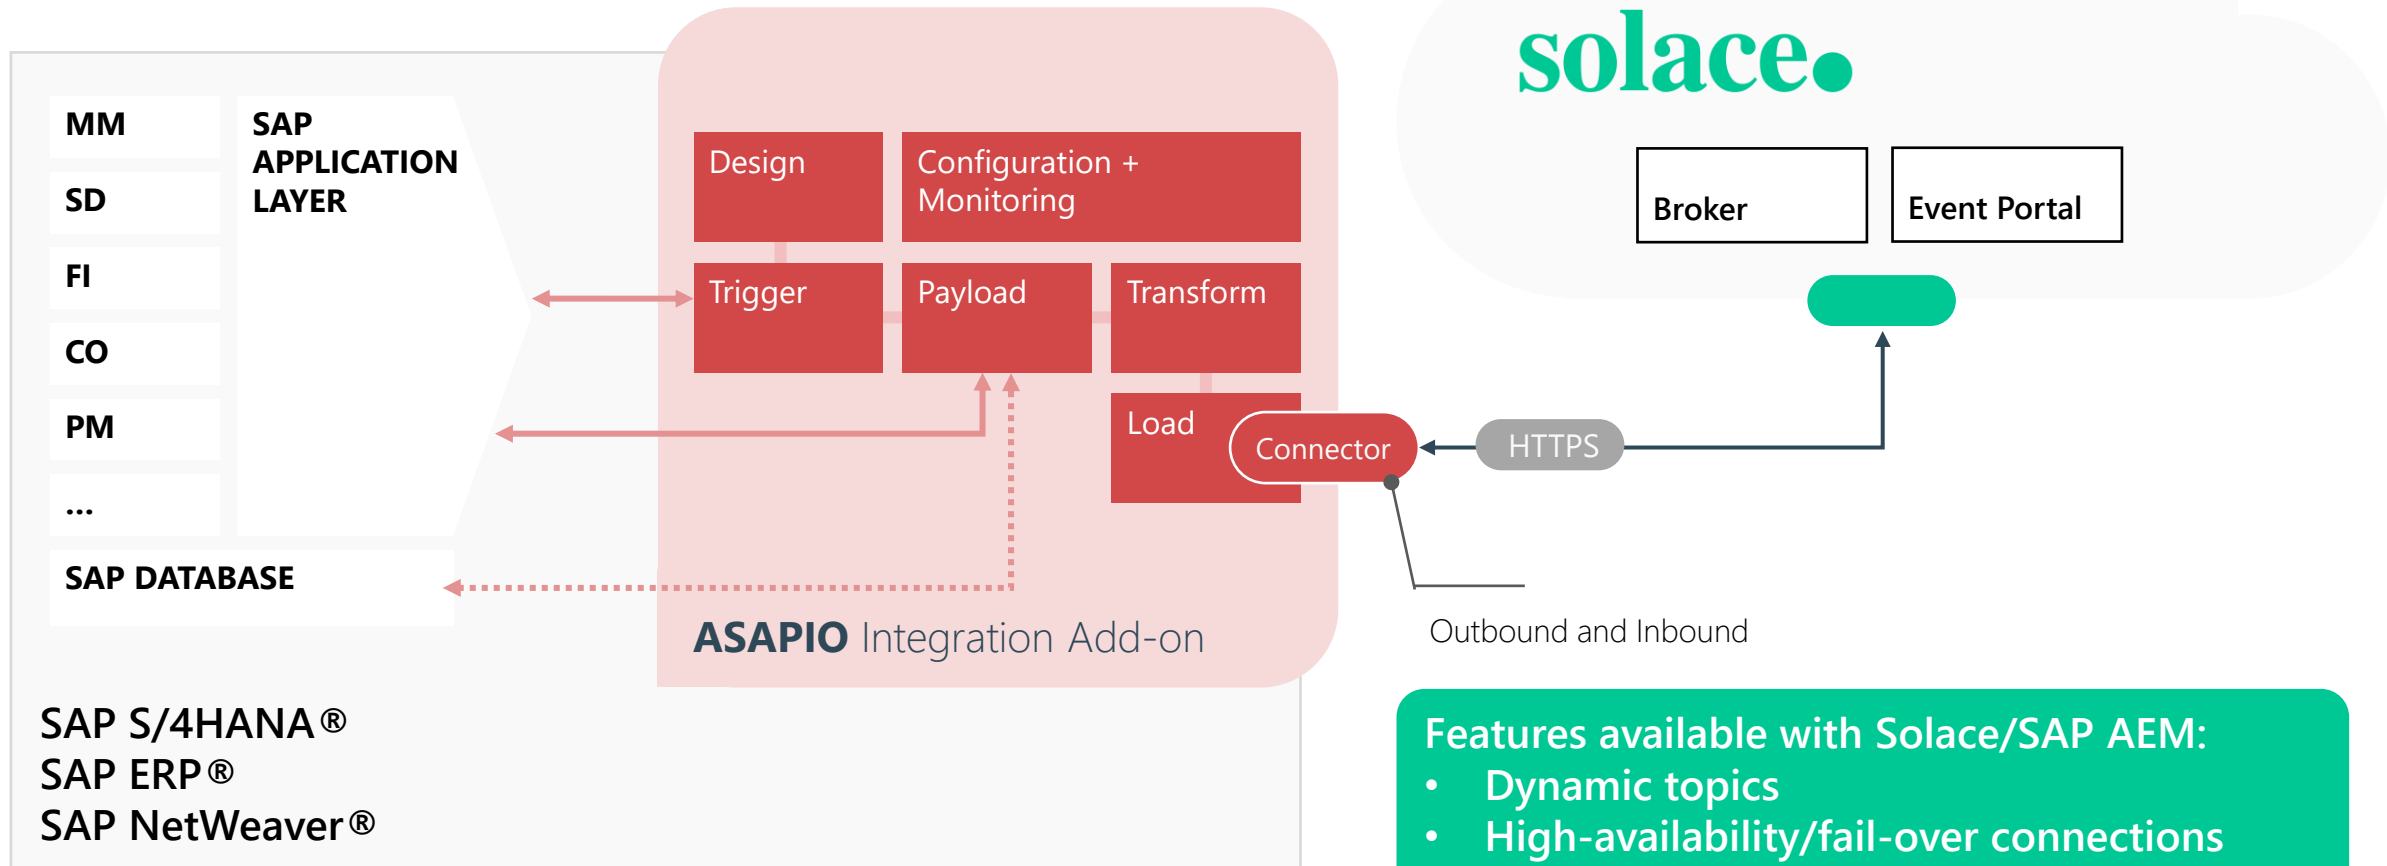 MM
SD
FI
CO
PM
...
SAP
APPLICATION
LAYER
SAP DATABASE
SAP S/4HANA®
SAP ERP®
SAP NetWeaver®
Design
Configuration +
Monitoring
Trigger
Payload
Transform
Load
Connector
ASAPIO Integration Add-on
HTTPS
Outbound and Inbound
solace.
Broker
Event Portal
Features available with Solace/SAP AEM:
• Dynamic topics
• High-availability/fail-over connections